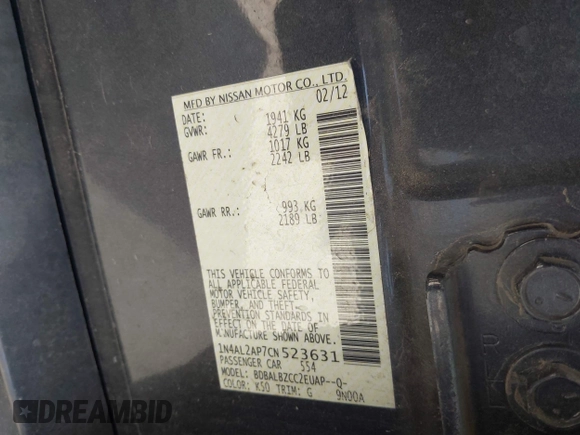 MFD BY NISSAN MOTOR CO., LTD.
DATE: 02/12
GVWR: 1941 KG
4279 LB
GAWR FR.: 1017 KG
2242 LB
GAWR RR.: 993 KG
2189 LB
THIS VEHICLE CONFORMS TO
ALL APPLICABLE FEDERAL
MOTOR VEHICLE SAFETY,
BUMPER, AND THEFT
PREVENTION STANDARDS IN
EFFECT ON THE DATE OF
MANUFACTURE SHOWN ABOVE.
1N4AL2AP7CN523631
PASSENGER CAR 554
MODEL: BDBALBZCC2EUAP--Q-
COLOR: K50 TRIM: G 9N00A
DREAMBID
DREAMBID